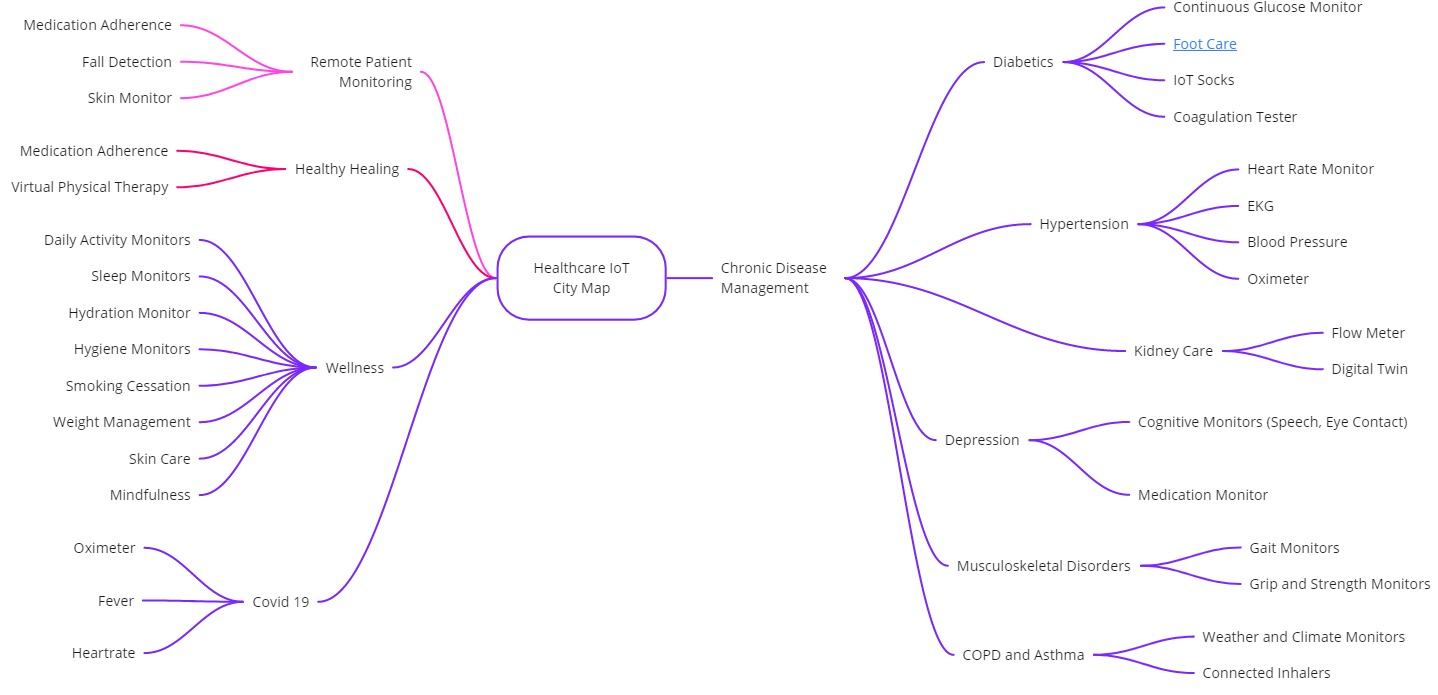 Medication Adherence
Fall Detection
Skin Monitor
Remote Patient
Monitoring
Medication Adherence
Virtual Physical Therapy
Healthy Healing
Daily Activity Monitors
Sleep Monitors
Hydration Monitor
Hygiene Monitors
Smoking Cessation
Weight Management
Skin Care
Mindfulness
Wellness
Oximeter
Fever
Heartrate
Covid 19
Healthcare IoT
City Map
Chronic Disease
Management
Diabetics
Continuous Glucose Monitor
Foot Care
IoT Socks
Coagulation Tester
Hypertension
Heart Rate Monitor
EKG
Blood Pressure
Oximeter
Kidney Care
Flow Meter
Digital Twin
Depression
Cognitive Monitors (Speech, Eye Contact)
Medication Monitor
Musculoskeletal Disorders
Gait Monitors
Grip and Strength Monitors
COPD and Asthma
Weather and Climate Monitors
Connected Inhalers